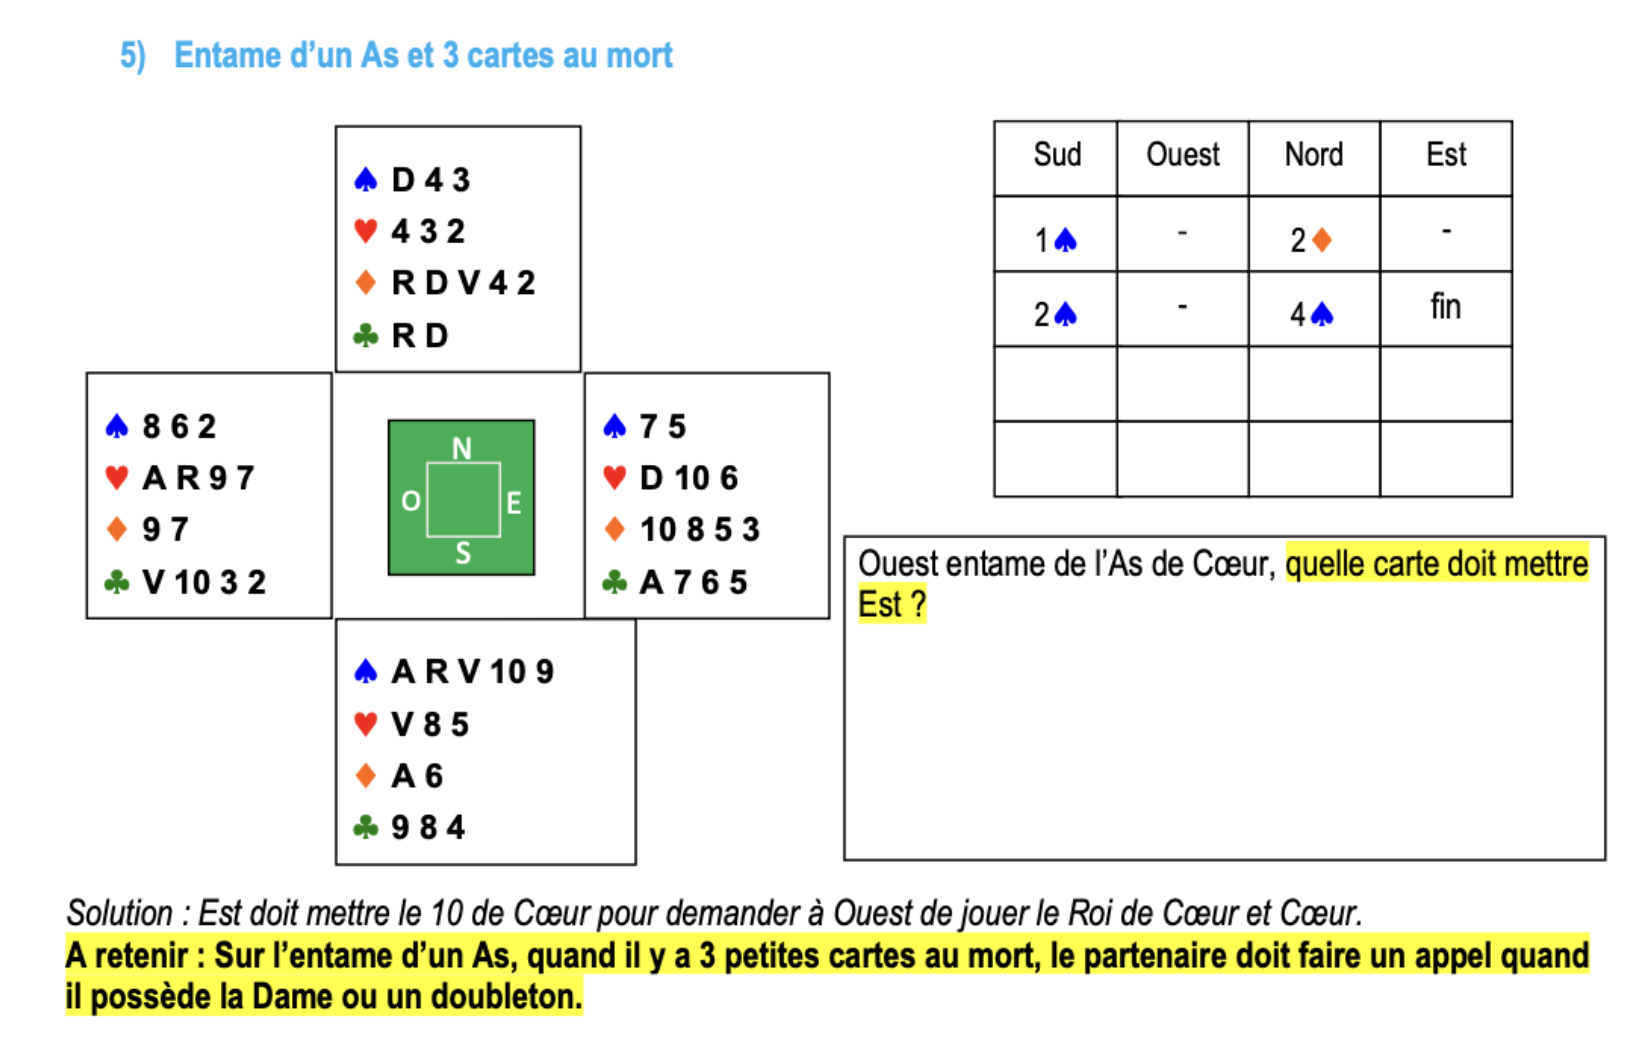 5) Entame d’un As et 3 cartes au mort
♠ D 4 3
♥ 4 3 2
♦ R D V 4 2
♣ R D
♠ 8 6 2
♥ A R 9 7
♦ 9 7
♣ V 10 3 2
N
O E
S
♠ 7 5
♥ D 10 6
♦ 10 8 5 3
♣ A 7 6 5
♠ A R V 10 9
♥ V 8 5
♦ A 6
♣ 9 8 4
Sud Ouest Nord Est
1♠ - 2♦ -
2♠ - 4♠ fin
Ouest entame de l’As de Cœur, quelle carte doit mettre
Est ?
Solution : Est doit mettre le 10 de Cœur pour demander à Ouest de jouer le Roi de Cœur et Cœur.
A retenir : Sur l’entame d’un As, quand il y a 3 petites cartes au mort, le partenaire doit faire un appel quand
il possède la Dame ou un doubleton.